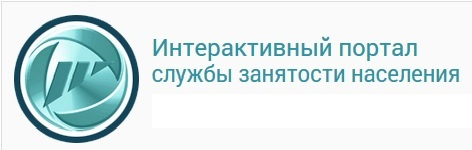 Интерактивный портал
службы занятости населения